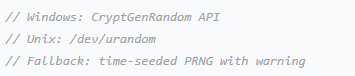 // Windows: CryptGenRandom API
// Unix: /dev/urandom
// Fallback: time-seeded PRNG with warning